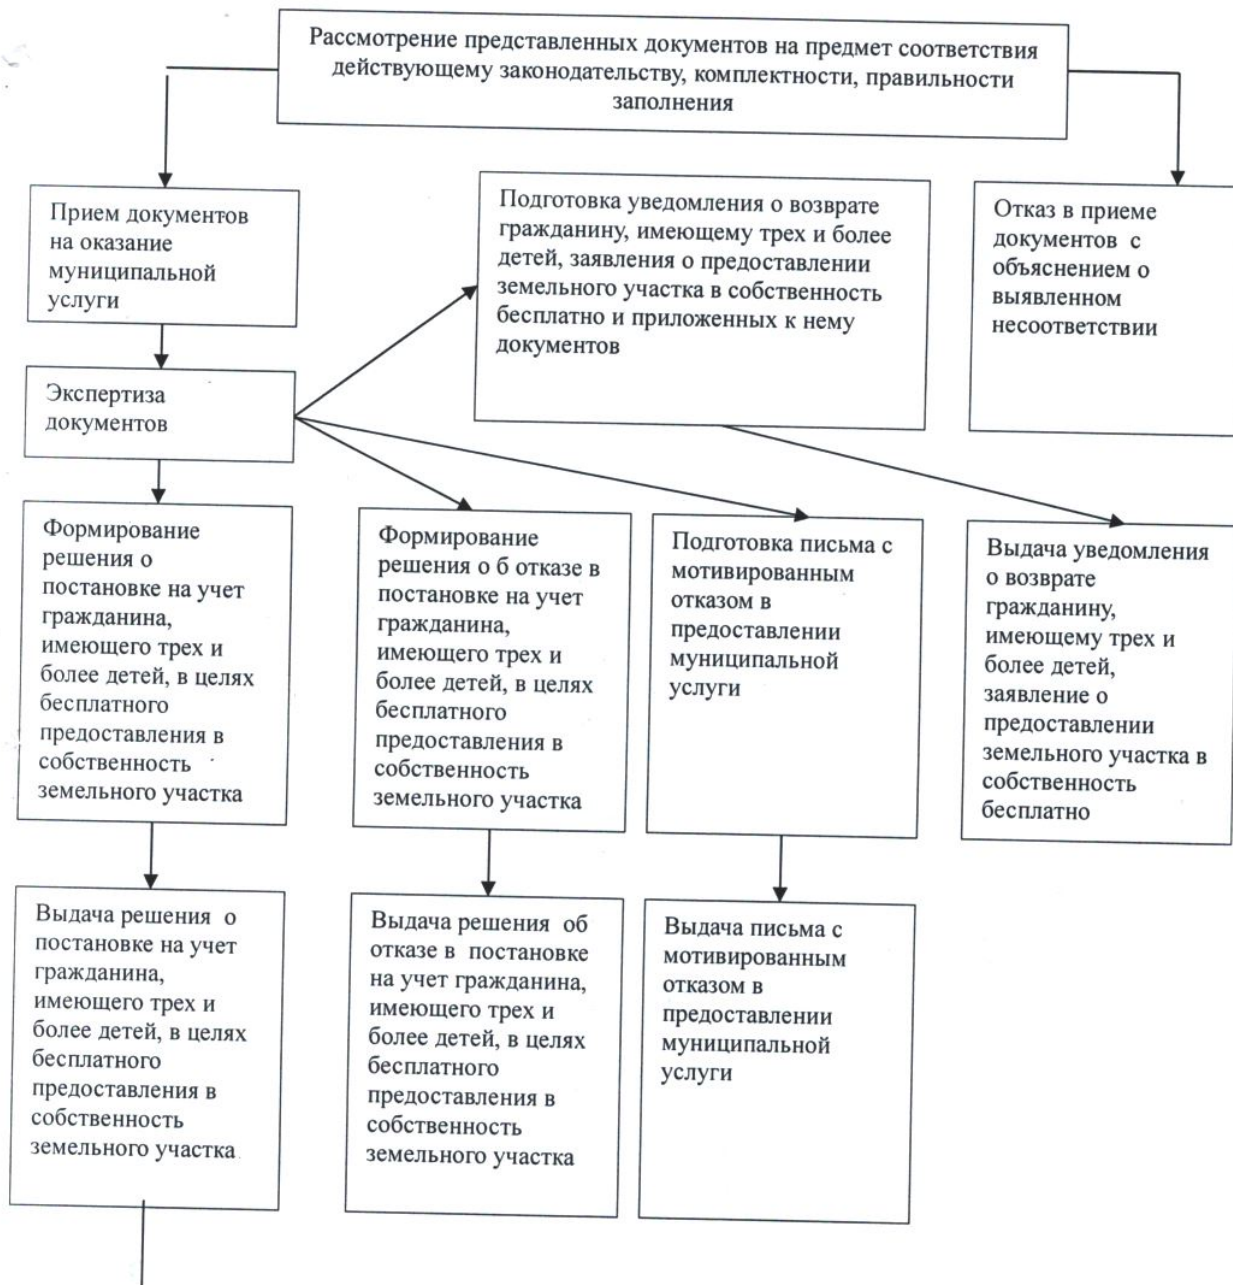 Рассмотрение представленных документов на предмет соответствия
действующему законодательству, комплектности, правильности
заполнения
Прием документов
на оказание
муниципальной
услуги
Подготовка уведомления о возврате
гражданину, имеющему трех и более
детей, заявления о предоставлении
земельного участка в собственность
бесплатно и приложенных к нему
документов
Отказ в приеме
документов с
объяснением о
выявленном
несоответствии
Экспертиза
документов
Формирование
решения о
постановке на учет
гражданина,
имеющего трех и
более детей, в целях
бесплатного
предоставления в
собственность
земельного участка
Формирование
решения о б отказе в
постановке на учет
гражданина,
имеющего трех и
более детей, в целях
бесплатного
предоставления в
собственность
земельного участка
Подготовка письма с
мотивированным
отказом в
предоставлении
муниципальной
услуги
Выдача уведомления
о возврате
гражданину,
имеющему трех и
более детей,
заявление о
предоставлении
земельного участка в
собственность
бесплатно
Выдача решения о
постановке на учет
гражданина,
имеющего трех и
более детей, в целях
бесплатного
предоставления в
собственность
земельного участка
Выдача решения об
отказе в постановке
на учет гражданина,
имеющего трех и
более детей, в целях
бесплатного
предоставления в
собственность
земельного участка
Выдача письма с
мотивированным
отказом в
предоставлении
муниципальной
услуги